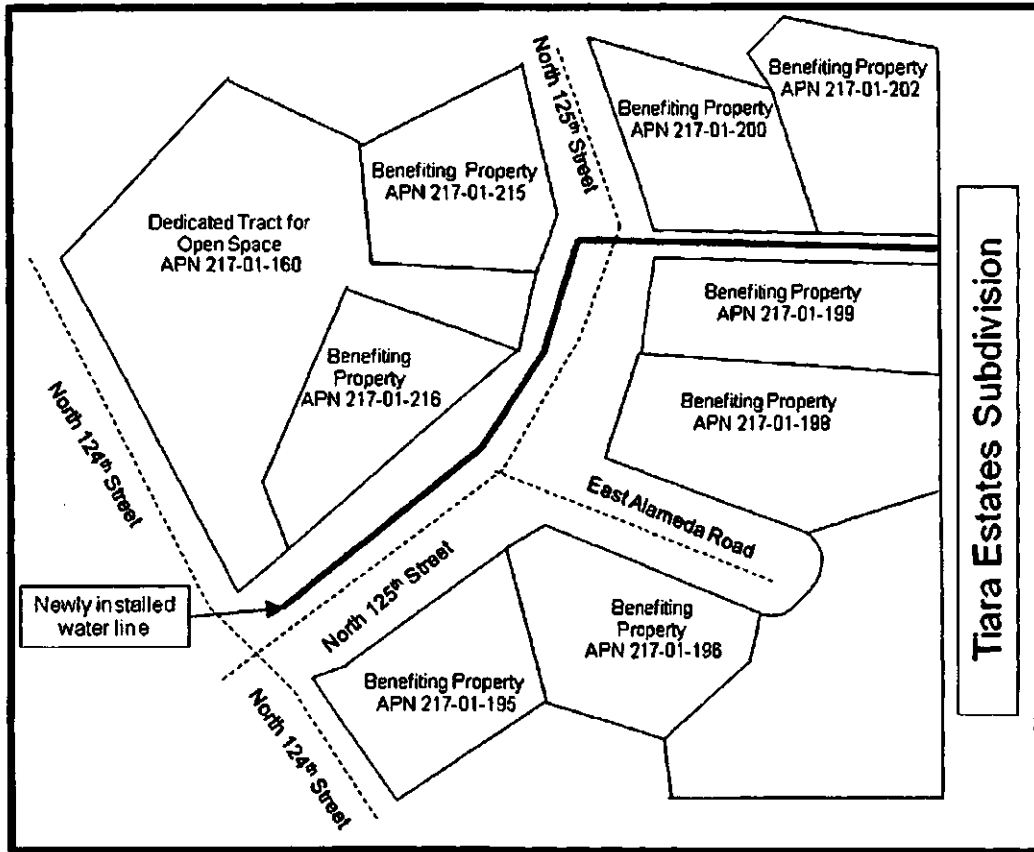 North 125th Street
Benefiting Property
APN 217-01-202
Benefiting Property
APN 217-01-200
Benefiting Property
APN 217-01-215
Dedicated Tract for
Open Space
APN 217-01-160
Benefiting Property
APN 217-01-199
Benefiting
Property
APN 217-01-216
Benefiting Property
APN 217-01-198
North 124th Street
East Alameda Road
North 125th Street
Newly installed
water line
Benefiting
Property
APN 217-01-196
Benefiting Property
APN 217-01-195
North 124th Street
Tiara Estates Subdivision